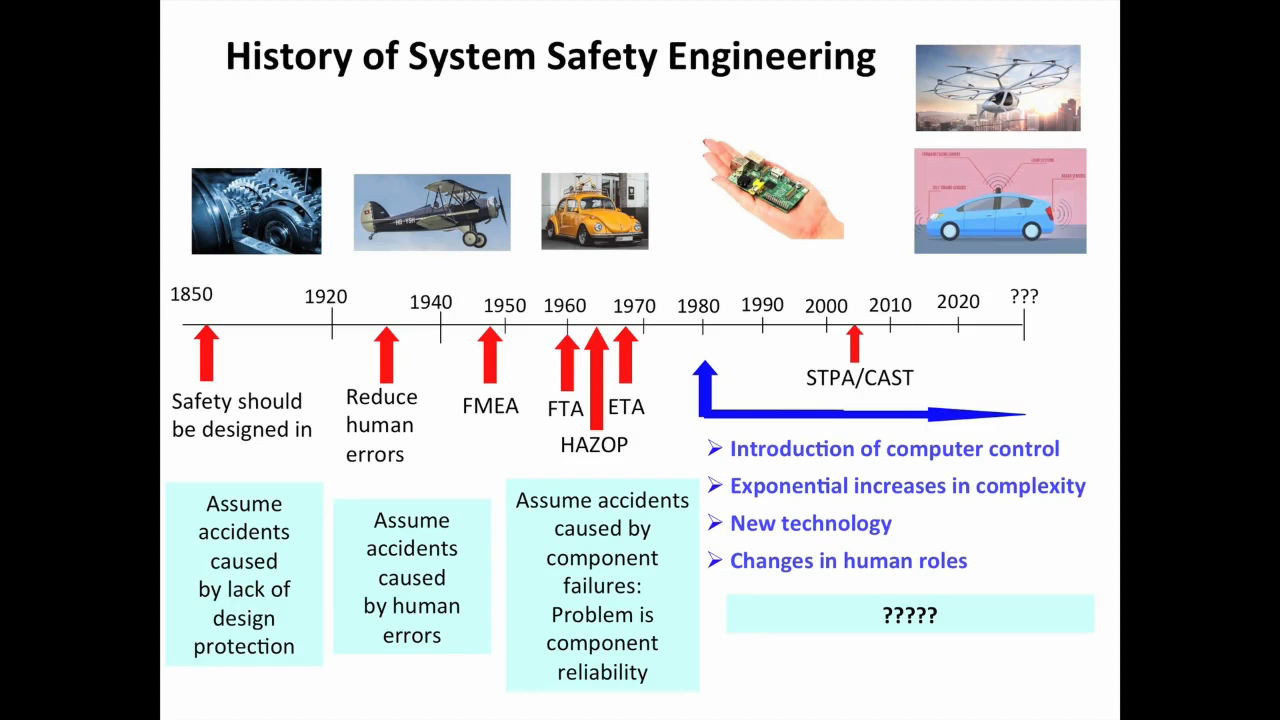 History of System Safety Engineering
HB-YBR
1850
1920
1940
1950
1960
1970
1980
1990
2000
2010
2020
???
Safety should
be designed in
Reduce
human
errors
FMEA
FTA
HAZOP
ETA
STPA/CAST
Introduction of computer control
Exponential increases in complexity
New technology
Changes in human roles
Assume
accidents
caused
by lack of
design
protection
Assume
accidents
caused
by human
errors
Assume accidents
caused by
component
failures:
Problem is
component
reliability
?????